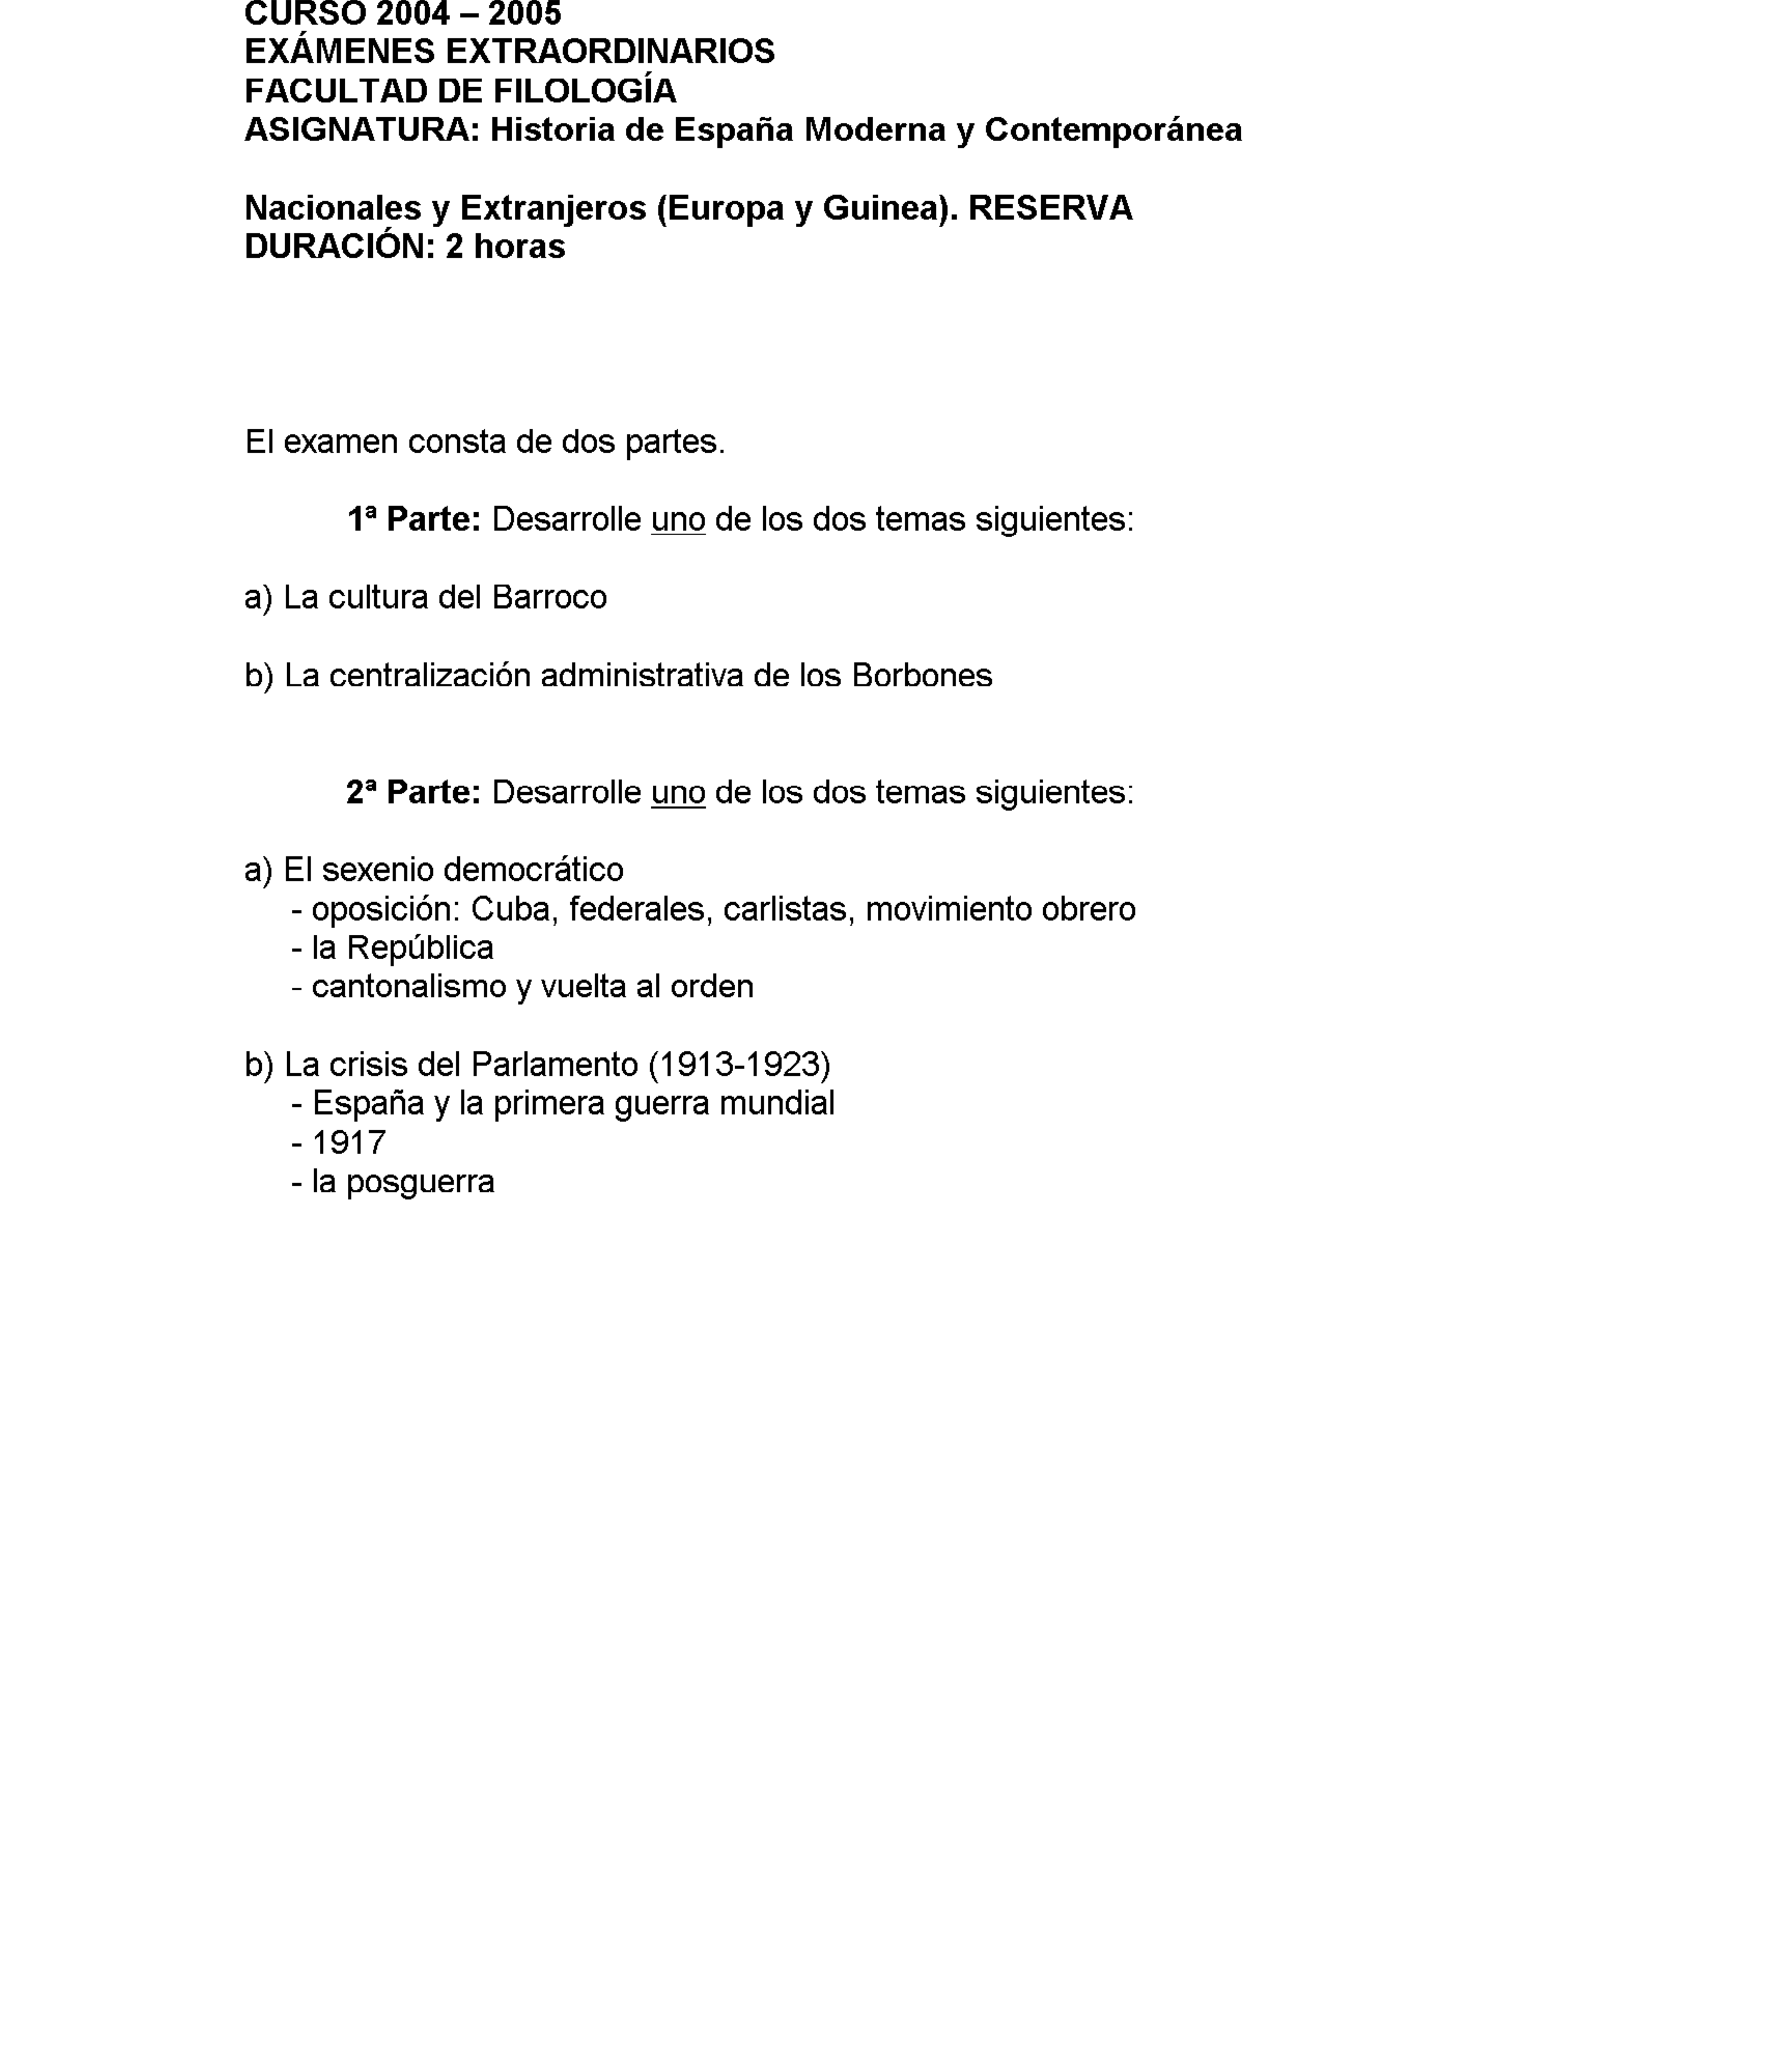 CURSO 2004 – 2005
EXÁMENES EXTRAORDINARIOS
FACULTAD DE FILOLOGÍA
ASIGNATURA: Historia de España Moderna y Contemporánea
Nacionales y Extranjeros (Europa y Guinea). RESERVA
DURACIÓN: 2 horas
El examen consta de dos partes.
1ª Parte: Desarrolle uno de los dos temas siguientes:
a) La cultura del Barroco
b) La centralización administrativa de los Borbones
2ª Parte: Desarrolle uno de los dos temas siguientes:
a) El sexenio democrático
- oposición: Cuba, federales, carlistas, movimiento obrero
- la República
- cantonalismo y vuelta al orden
b) La crisis del Parlamento (1913-1923)
- España y la primera guerra mundial
- 1917
- la posguerra